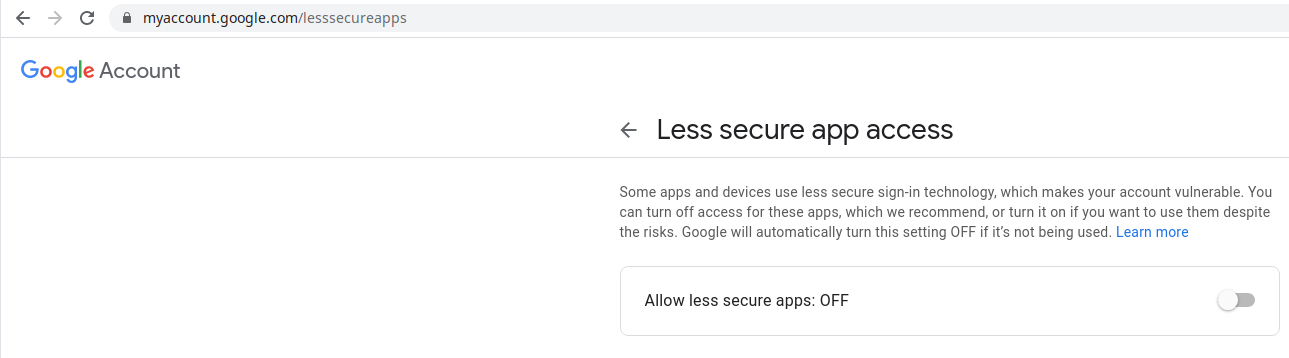 myaccount.google.com/lesssecureapps
Google Account
Less secure app access
Some apps and devices use less secure sign-in technology, which makes your account vulnerable. You
can turn off access for these apps, which we recommend, or turn it on if you want to use them despite
the risks. Google will automatically turn this setting OFF if it's not being used. Learn more
Allow less secure apps: OFF